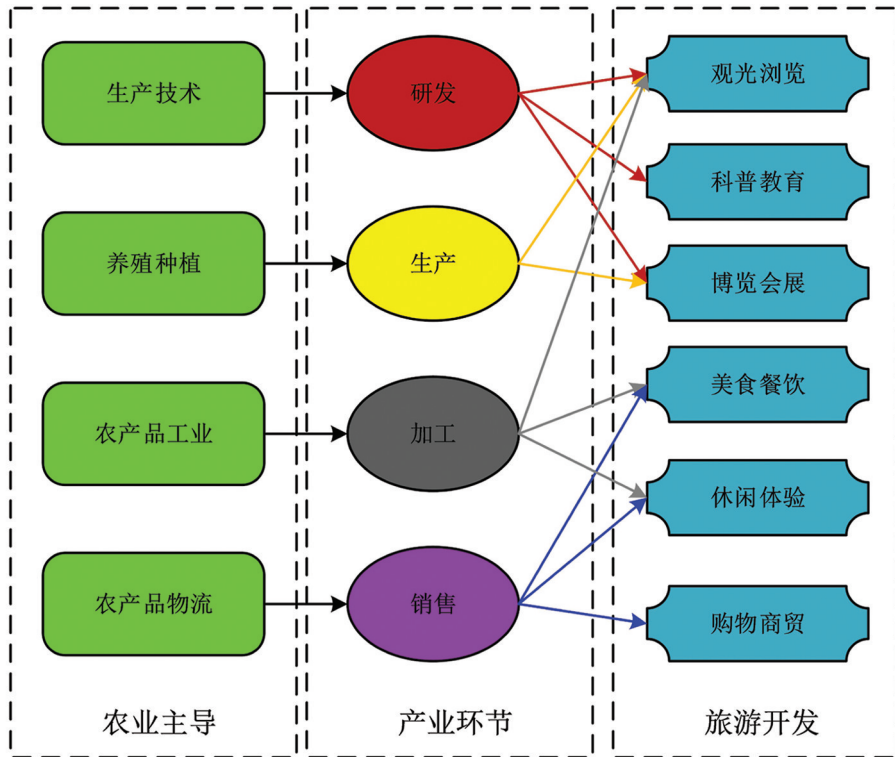 生产技术
研发
观光浏览
科普教育
养殖种植
生产
博览会展
农产品工业
加工
美食餐饮
休闲体验
农产品物流
销售
购物商贸
农业主导
产业环节
旅游开发